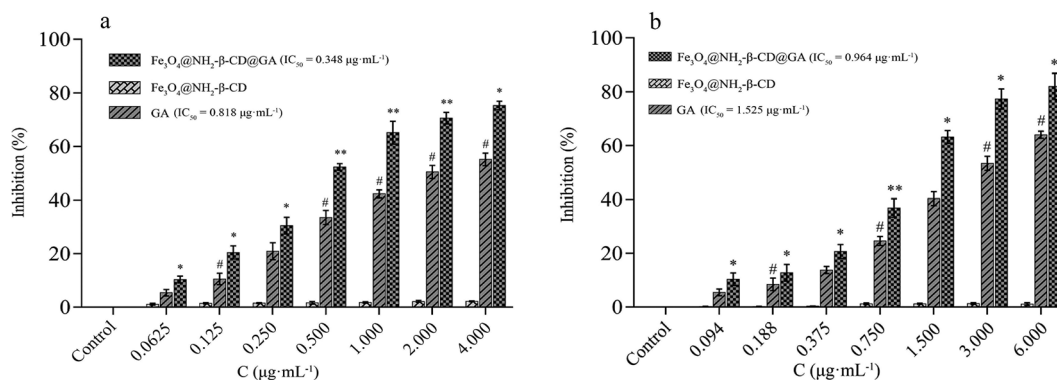 a
100
80
60
40
20
0
Inhibition (%)
Fe₃O₄@NH₂-β-CD@GA (IC₅₀ = 0.348 μg·mL⁻¹)
Fe₃O₄@NH₂-β-CD
GA (IC₅₀ = 0.818 μg·mL⁻¹)
* # * * # ** # ** # ** # *
Control 0.0625 0.125 0.250 0.500 1.000 2.000 4.000
C (μg·mL⁻¹)
b
100
80
60
40
20
0
Inhibition (%)
Fe₃O₄@NH₂-β-CD@GA (IC₅₀ = 0.964 μg·mL⁻¹)
Fe₃O₄@NH₂-β-CD
GA (IC₅₀ = 1.525 μg·mL⁻¹)
* # * * # ** * # * # *
Control 0.094 0.188 0.375 0.750 1.500 3.000 6.000
C (μg·mL⁻¹)